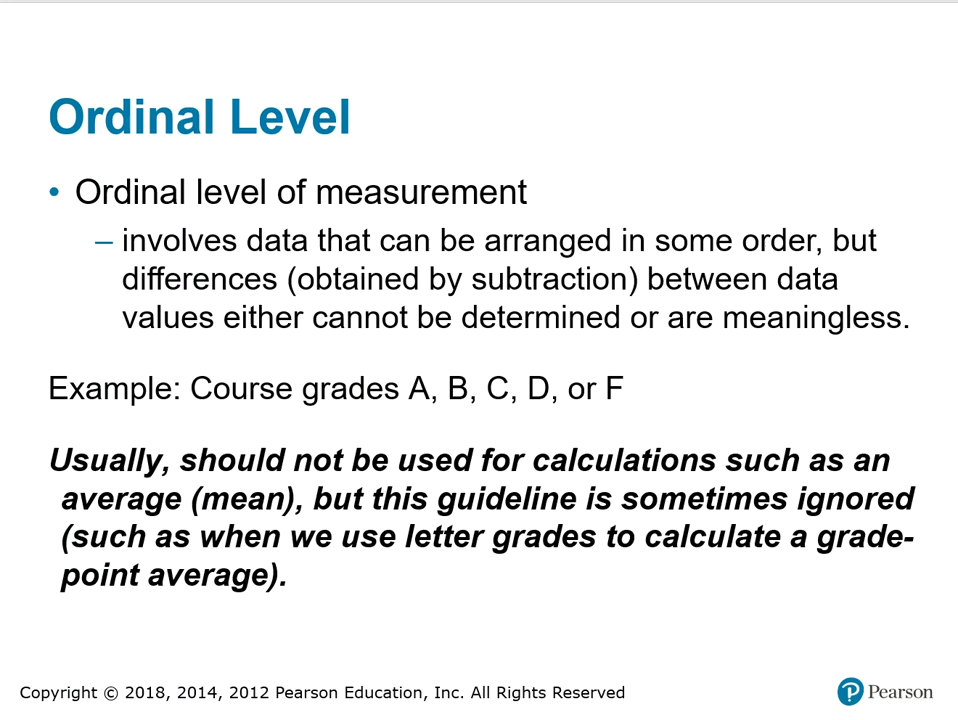 Ordinal Level
• Ordinal level of measurement
– involves data that can be arranged in some order, but
differences (obtained by subtraction) between data
values either cannot be determined or are meaningless.
Example: Course grades A, B, C, D, or F
Usually, should not be used for calculations such as an
average (mean), but this guideline is sometimes ignored
(such as when we use letter grades to calculate a grade-
point average).
Copyright © 2018, 2014, 2012 Pearson Education, Inc. All Rights Reserved
P Pearson